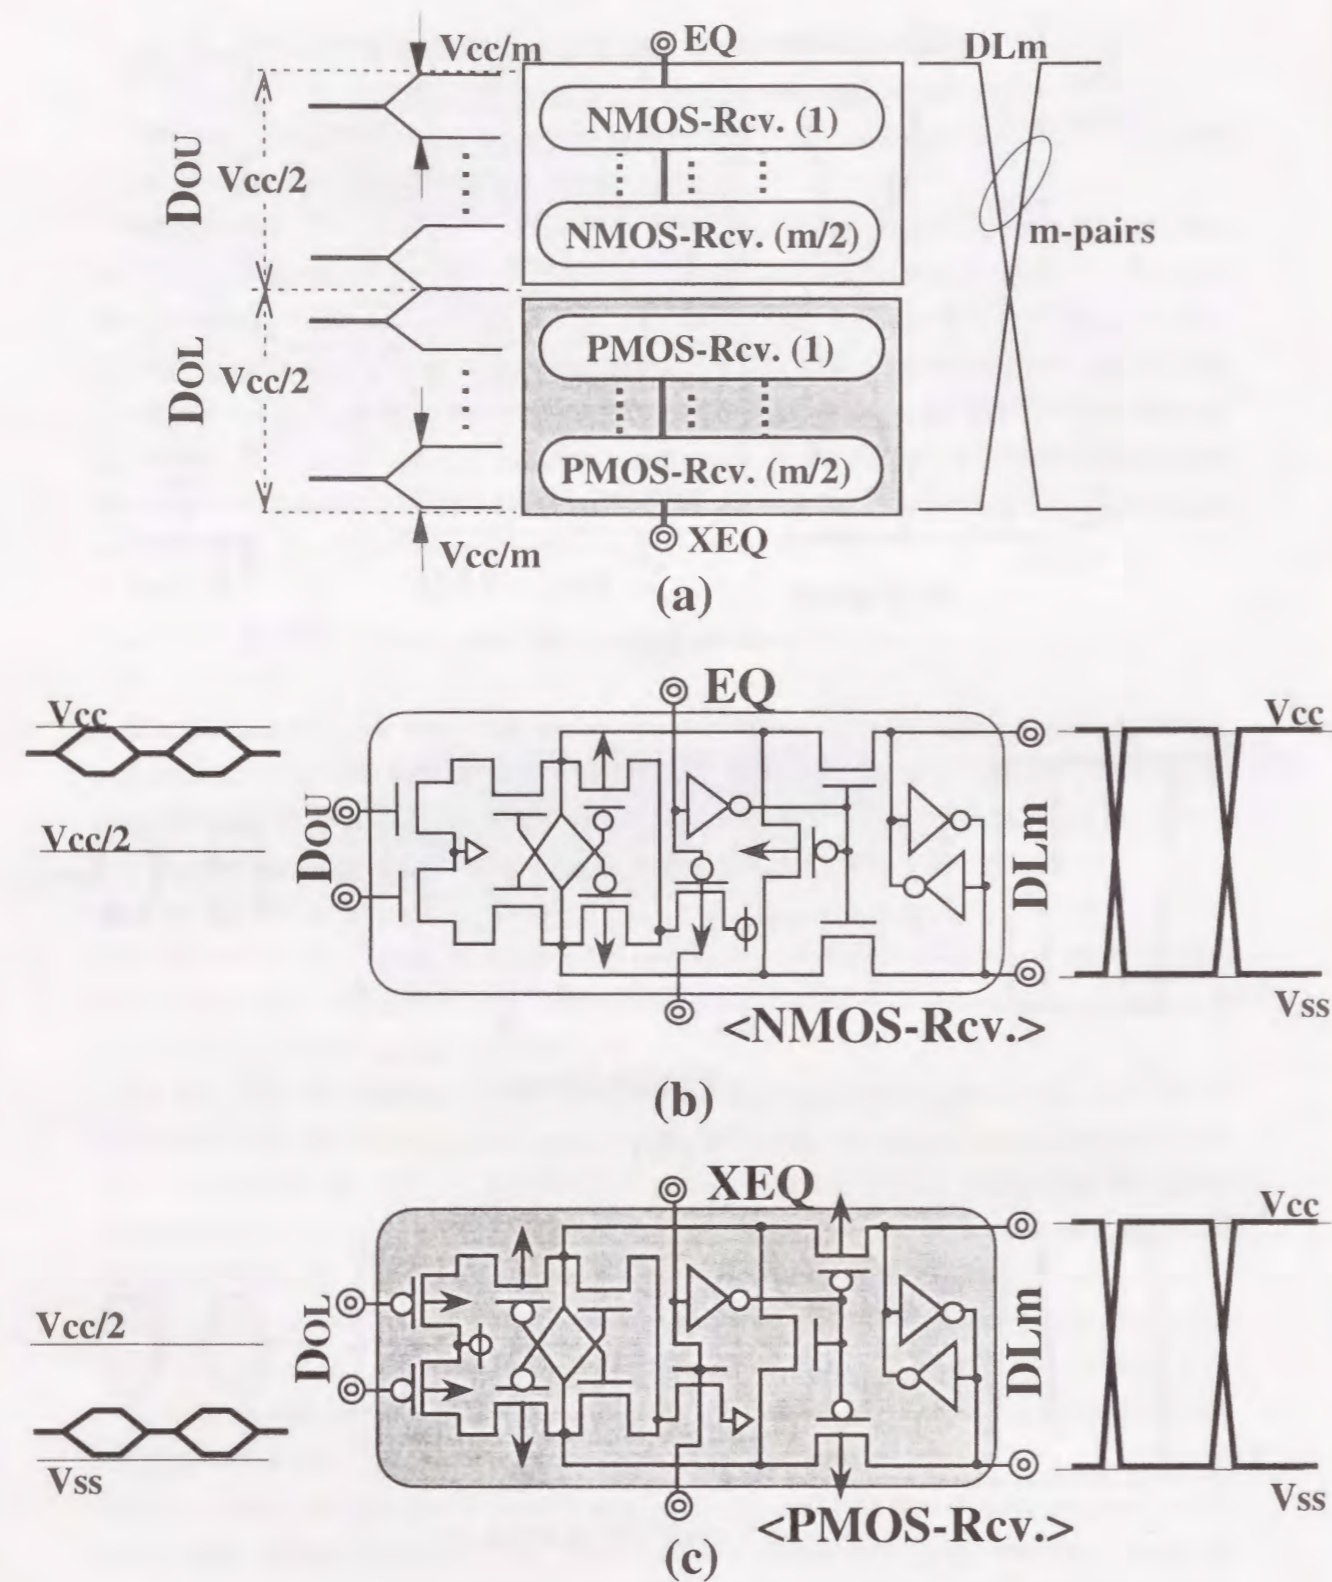 EQ
Vcc/m
DLm
NMOS-Rcv. (1)
DOU
Vcc/2
NMOS-Rcv. (m/2)
m-pairs
PMOS-Rcv. (1)
DOL
Vcc/2
PMOS-Rcv. (m/2)
Vcc/m
XEQ
(a)
EQ
Vcc
Vcc
Vcc/2
DOU
DLm
Vss
<NMOS-Rcv.>
(b)
XEQ
Vcc
Vcc/2
DOL
DLm
Vss
Vss
<PMOS-Rcv.>
(c)